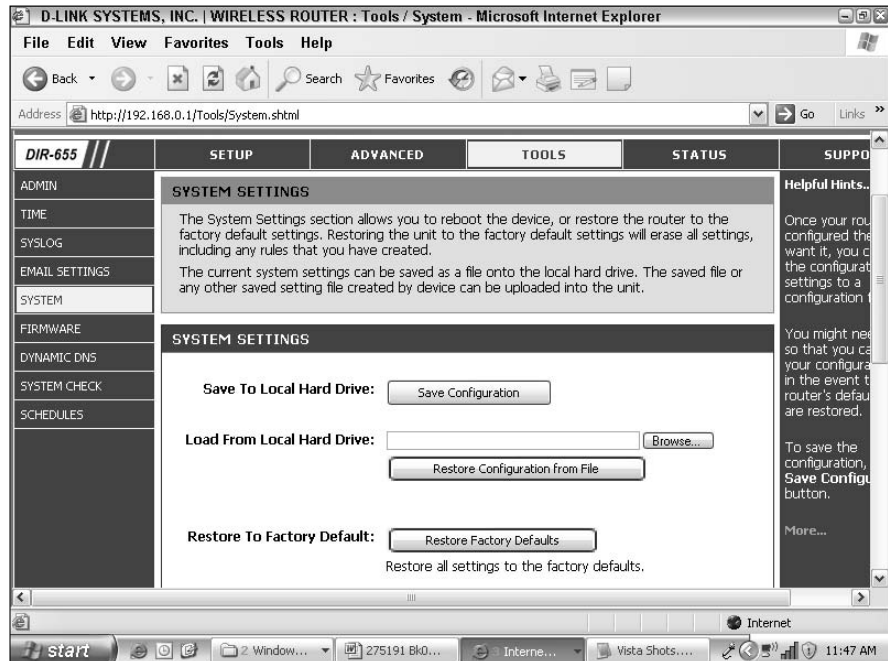 D-LINK SYSTEMS, INC. | WIRELESS ROUTER : Tools / System - Microsoft Internet Explorer
File Edit View Favorites Tools Help
Back Search Favorites
Address http://192.168.0.1/Tools/System.shtml Go Links »
DIR-655 SETUP ADVANCED TOOLS STATUS SUPPO
ADMIN
TIME
SYSLOG
EMAIL SETTINGS
SYSTEM
FIRMWARE
DYNAMIC DNS
SYSTEM CHECK
SCHEDULES
SYSTEM SETTINGS
The System Settings section allows you to reboot the device, or restore the router to the
factory default settings. Restoring the unit to the factory default settings will erase all settings,
including any rules that you have created.
The current system settings can be saved as a file onto the local hard drive. The saved file or
any other saved setting file created by device can be uploaded into the unit.
SYSTEM SETTINGS
Save To Local Hard Drive: Save Configuration
Load From Local Hard Drive: Browse...
Restore Configuration from File
Restore To Factory Default: Restore Factory Defaults
Restore all settings to the factory defaults.
Helpful Hints..
Once your rou
configured the
want it, you c
the configurat
settings to a
configuration f
You might nee
so that you ca
your configura
in the event t
router's defau
are restored.
To save the
configuration,
Save Configu
button.
More...
Internet
start 2 Window... 275191 Bk0... 3 Interne... Vista Shots.... 11:47 AM